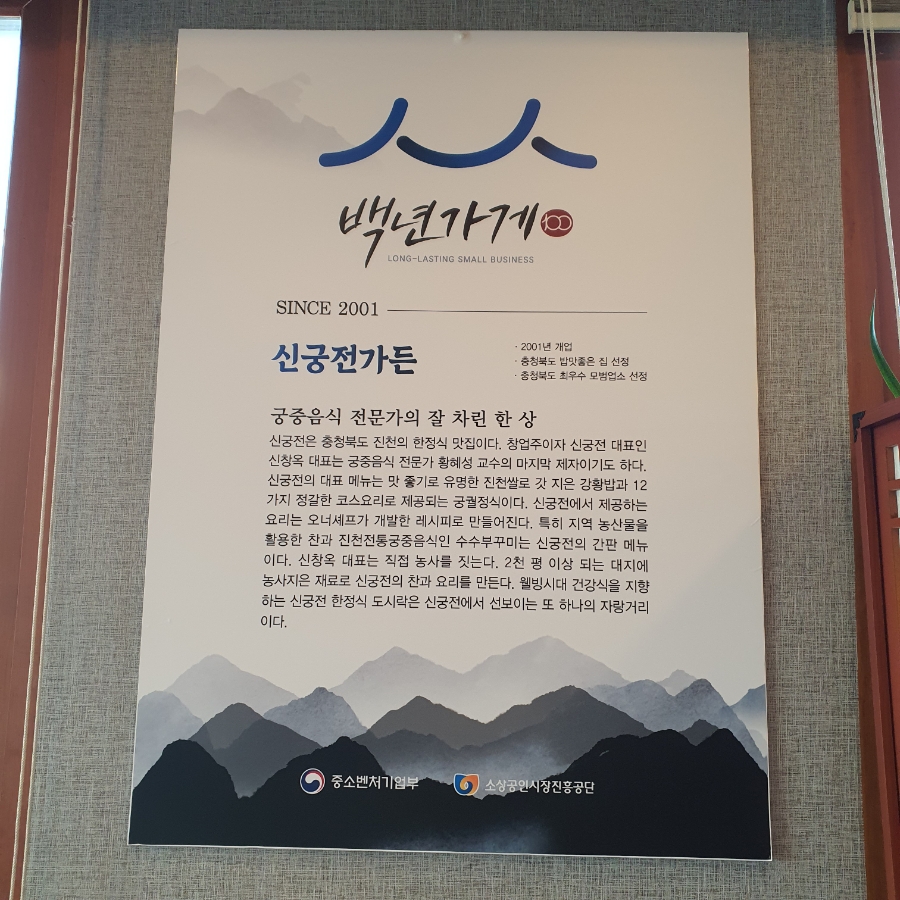 백년가게 100
LONG-LASTING SMALL BUSINESS
SINCE 2001
신궁전가든
· 2001년 개업
· 충청북도 밥맛좋은 집 선정
· 충청북도 최우수 모범업소 선정
궁중음식 전문가의 잘 차린 한 상
신궁전은 충청북도 진천의 한정식 맛집이다. 창업주이자 신궁전 대표인
신창옥 대표는 궁중음식 전문가 황혜성 교수의 마지막 제자이기도 하다.
신궁전의 대표 메뉴는 맛 좋기로 유명한 진천쌀로 갓 지은 강황밥과 12
가지 정갈한 코스요리로 제공되는 궁궐정식이다. 신궁전에서 제공하는
요리는 오너셰프가 개발한 레시피로 만들어진다. 특히 지역 농산물을
활용한 찬과 진천전통궁중음식인 수수부꾸미는 신궁전의 간판 메뉴
이다. 신창옥 대표는 직접 농사를 짓는다. 2천 평 이상 되는 대지에
농사지은 재료로 신궁전의 찬과 요리를 만든다. 웰빙시대 건강식을 지향
하는 신궁전 한정식 도시락은 신궁전에서 선보이는 또 하나의 자랑거리
이다.
중소벤처기업부 소상공인시장진흥공단